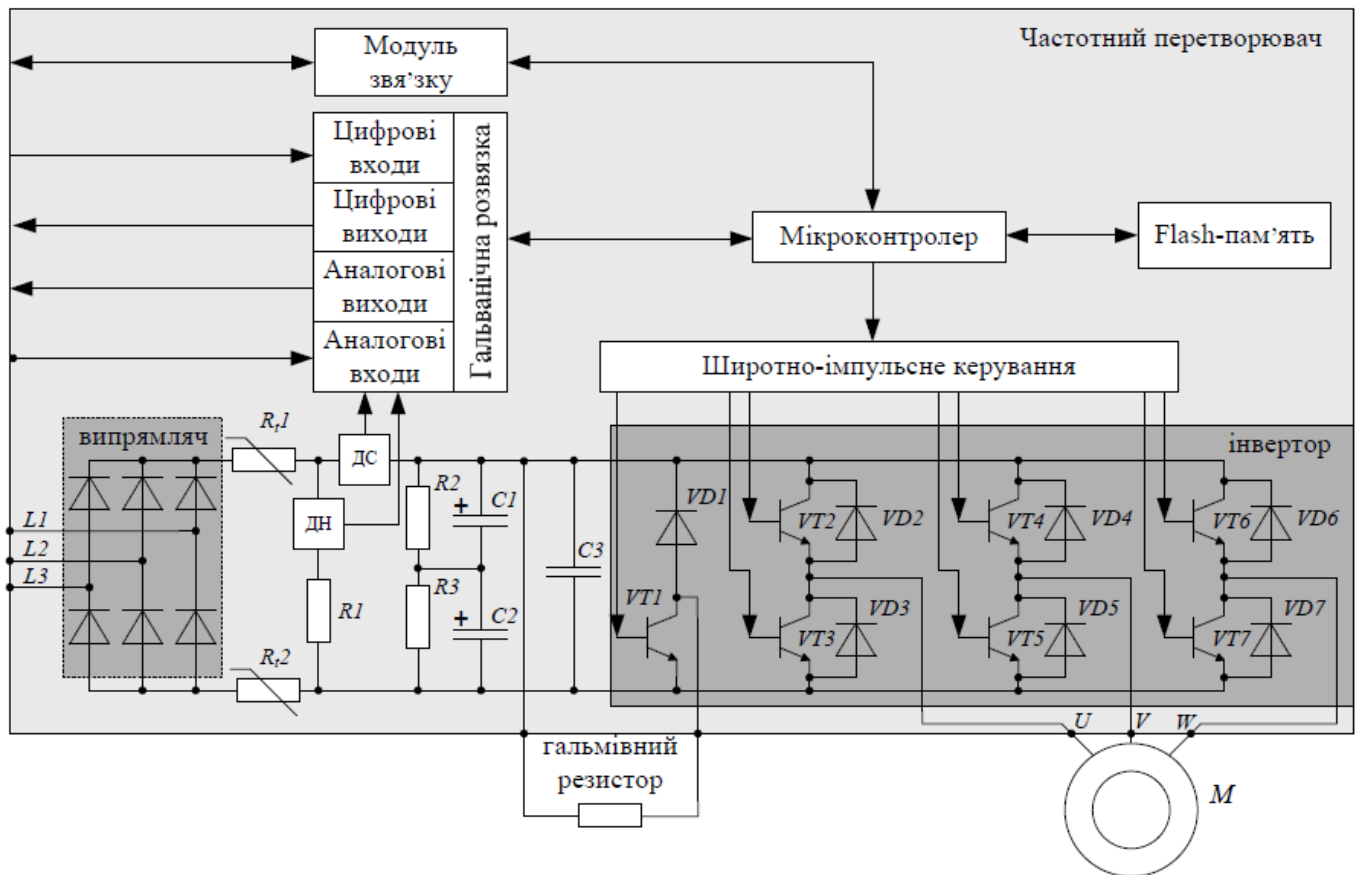 Частотний перетворювач
Модуль
звя’зку
Цифрові
входи
Цифрові
виходи
Аналогові
виходи
Аналогові
входи
Гальванічна розвязка
Мікроконтролер
Flash-пам’ять
Широтно-імпульсне керування
випрямляч
Rt1
ДС
інвертор
R2
C1
VD1
VT2
VD2
VT4
VD4
VT6
VD6
ДН
L1
L2
L3
C3
R1
R3
C2
VT1
VT3
VD3
VT5
VD5
VT7
VD7
Rt2
U
V
W
гальмівний
резистор
M